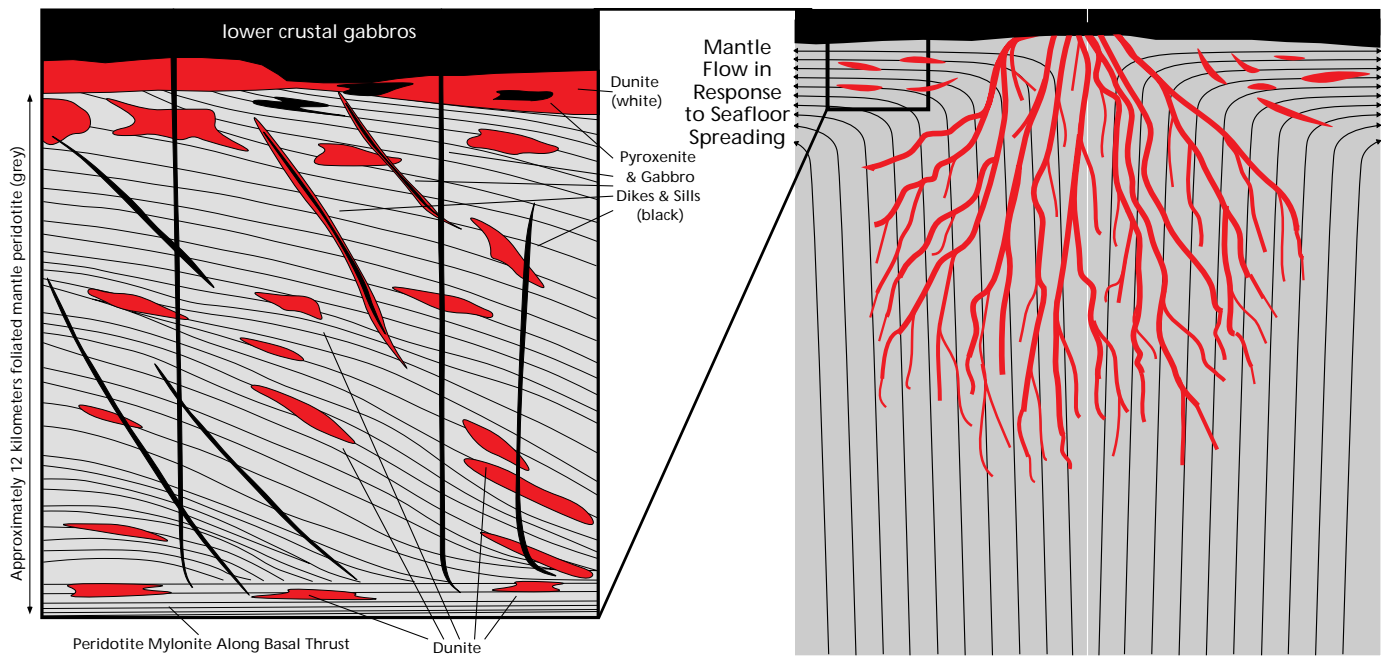 lower crustal gabbros
Dunite
(white)
Pyroxenite
& Gabbro
Dikes & Sills
(black)
Approximately 12 kilometers foliated mantle peridotite (grey)
Peridotite Mylonite Along Basal Thrust
Dunite
Mantle
Flow in
Response
to Seafloor
Spreading